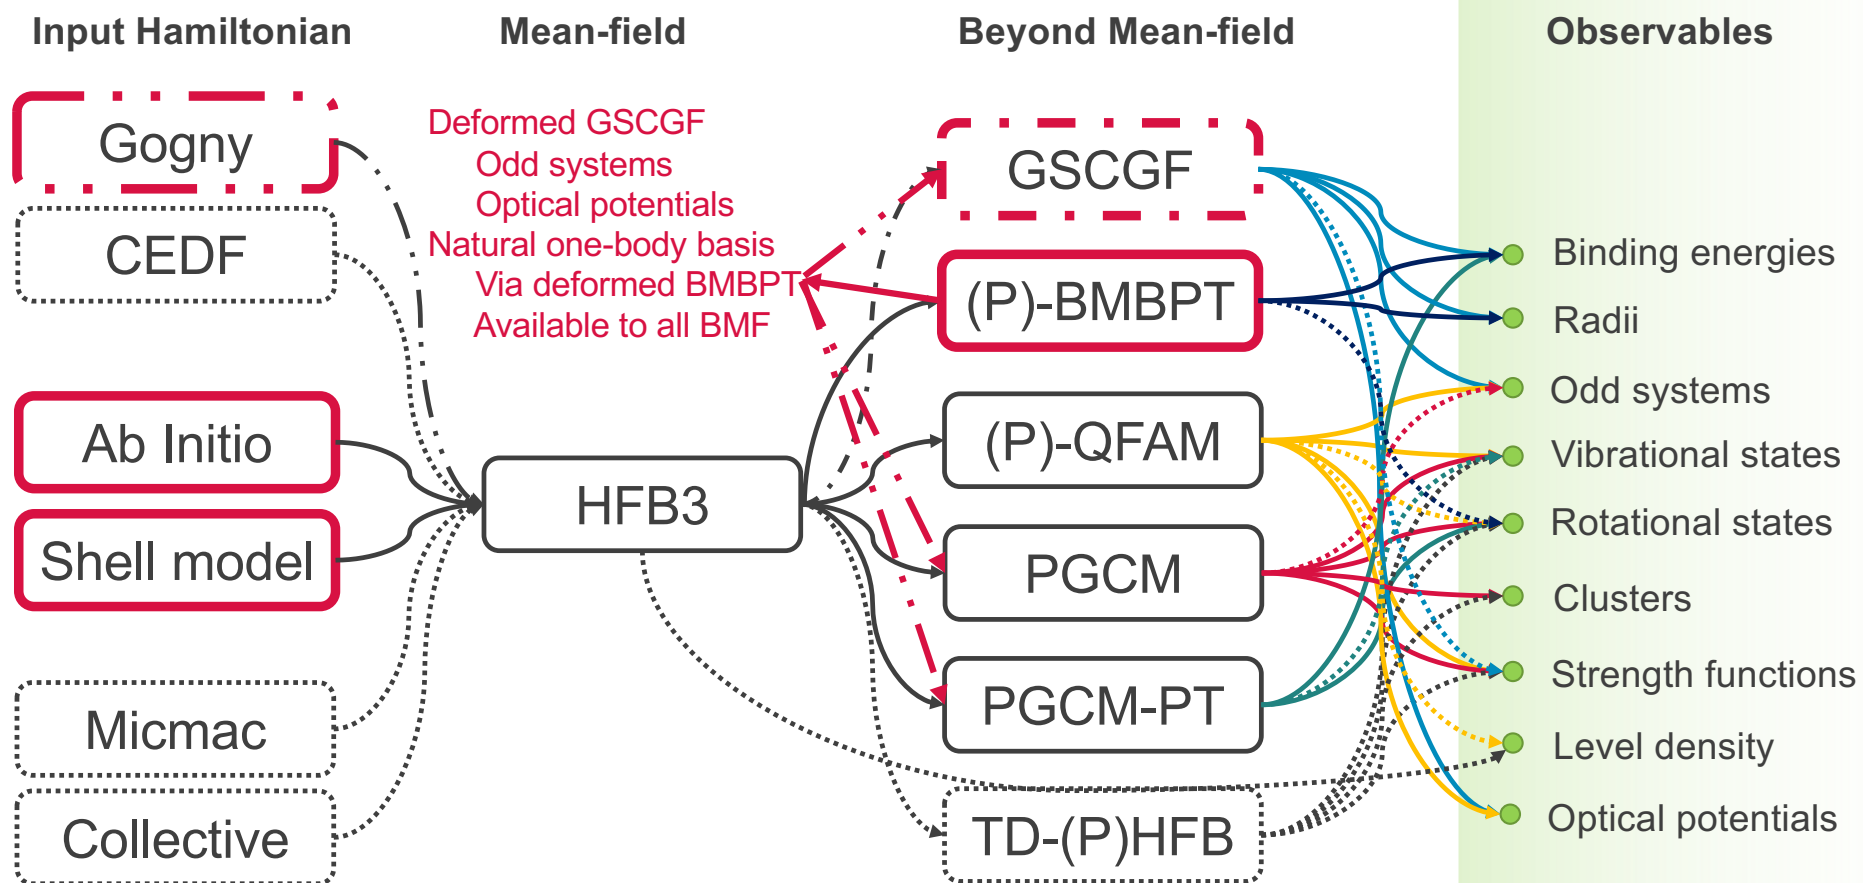 Input Hamiltonian
Mean-field
Beyond Mean-field
Observables
Gogny
CEDF
Ab Initio
Shell model
Micmac
Collective
Deformed GSCGF
Odd systems
Optical potentials
Natural one-body basis
Via deformed BMBPT
Available to all BMF
HFB3
GSCGF
(P)-BMBPT
(P)-QFAM
PGCM
PGCM-PT
TD-(P)HFB
Binding energies
Radii
Odd systems
Vibrational states
Rotational states
Clusters
Strength functions
Level density
Optical potentials